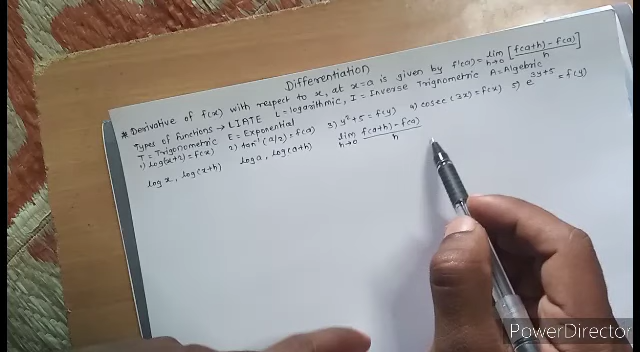 Differentiation
* Derivative of f(x) with respect to x, at x=a is given by f'(a) = lim h→0 [f(a+h) - f(a)] / h
Types of Functions → LIATE L = logarithmic, I = Inverse Trigonometric A = Algebric
T = Trigonometric E = Exponential
1) log(x+2) = f(x) 2) tan⁻¹(a/2) = f(a) 3) y²+5 = f(y) 4) cosec(3x) = f(x) 5) e^(3y+5) = f(y)
log x, log(x+h) log a, log(a+h) lim h→0 f(a+h) - f(a) / h
PowerDirector